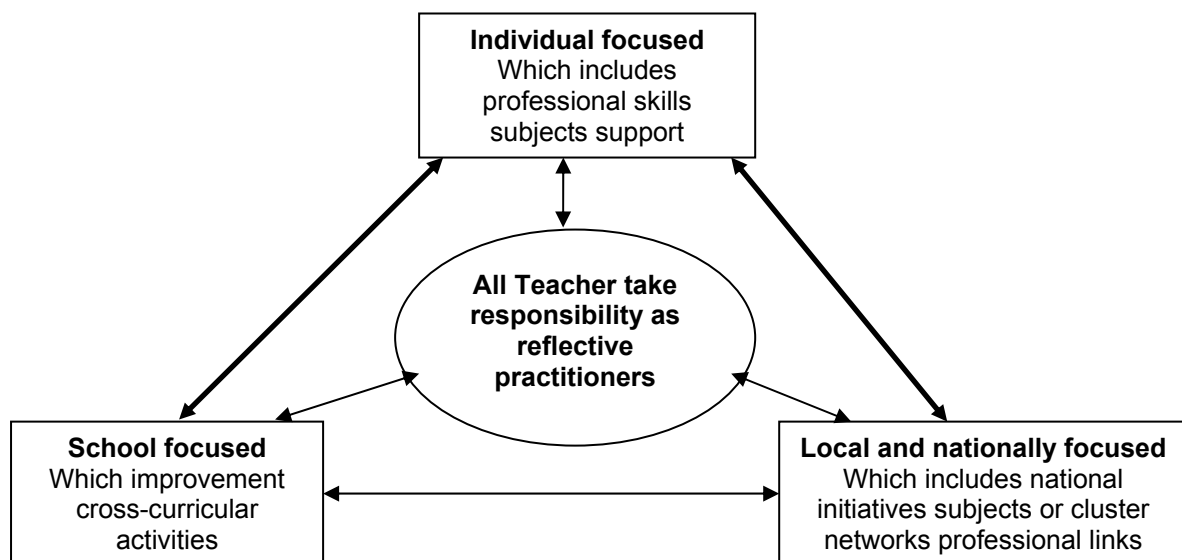 Individual focused
Which includes
professional skills
subjects support
All Teacher take
responsibility as
reflective
practitioners
School focused
Which improvement
cross-curricular
activities
Local and nationally focused
Which includes national
initiatives subjects or cluster
networks professional links